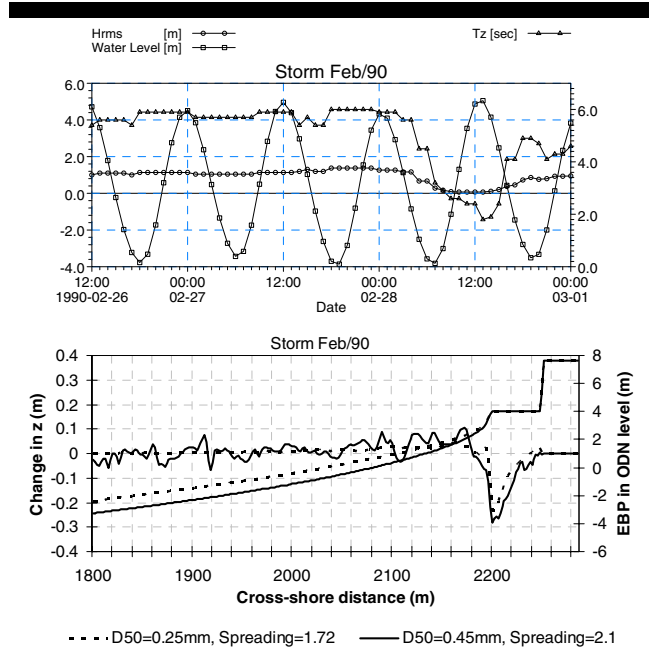 Hrms [m] Tz [sec]
Water Level [m]
Storm Feb/90
6.0
4.0
2.0
0.0
-2.0
-4.0
6.0
4.0
2.0
0.0
12:00 00:00 12:00 00:00 12:00 00:00
1990-02-26 02-27 02-28 03-01
Date
Storm Feb/90
0.4
0.3
0.2
0.1
0
-0.1
-0.2
-0.3
-0.4
Change in z (m)
8
6
4
2
0
-2
-4
-6
EBP in ODN level (m)
1800 1900 2000 2100 2200
Cross-shore distance (m)
D50=0.25mm, Spreading=1.72 D50=0.45mm, Spreading=2.1